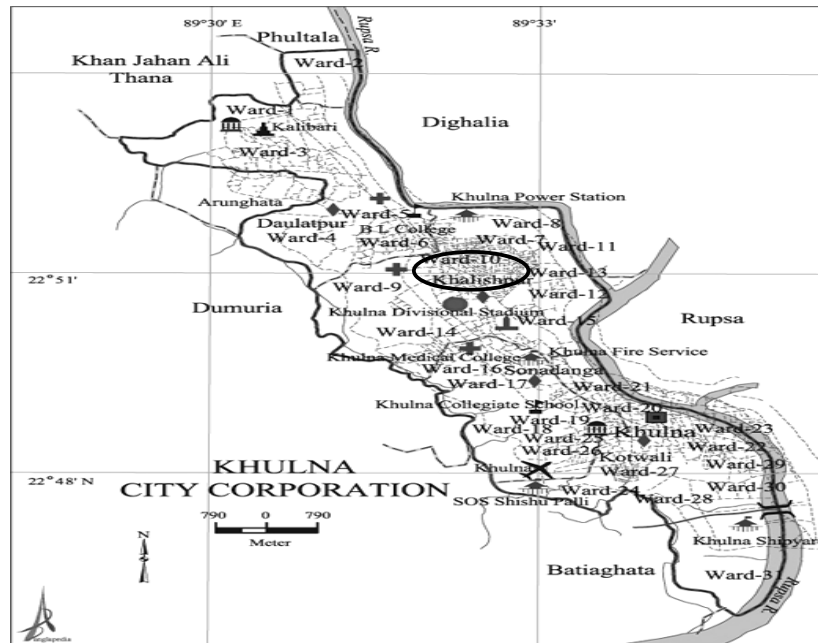 89°30' E
89°33'
Phultala
Rupsa R.
Khan Jahan Ali
Thana
Ward-2
Ward-1
Kalibari
Dighalia
Ward-3
Arunghata
Khulna Power Station
Ward-5
Ward-8
Daulatpur
B L College
Ward-4
Ward-6
Ward-7
Ward-11
Ward-10
Ward-13
22°51'
Khalishpur
Ward-9
Ward-12
Dumuria
Khulna Divisional Stadium
Rupsa
Ward-15
Ward-14
Khulna Medical College
Khulna Fire Service
Ward-16
Sonadanga
Ward-17
Ward-21
Khulna Collegiate School
Ward-20
Ward-19
Ward-18
Khulna
Ward-23
Ward-25
Ward-22
Ward-26
Kotwali
Khulna
Ward-27
Ward-29
22°48' N
KHULNA
CITY CORPORATION
Ward-24
Ward-30
SOS Shishu Palli
Ward-28
790 0 790
Meter
N
Khulna Shipyard
Batiaghata
Ward-31
Rupsa R.
anglapedia